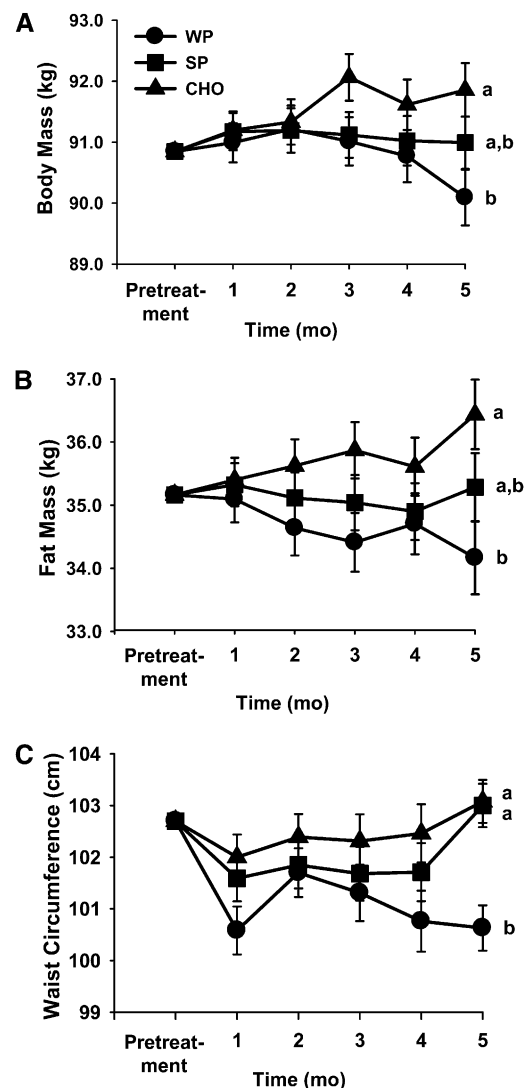 A
Body Mass (kg)
93.0
92.0
91.0
90.0
89.0
WP
SP
CHO
a
a,b
b
Pretreat-
ment
1
2
3
4
5
Time (mo)
B
Fat Mass (kg)
37.0
36.0
35.0
34.0
33.0
a
a,b
b
Pretreat-
ment
1
2
3
4
5
Time (mo)
C
Waist Circumference (cm)
104
103
102
101
100
99
a
a
b
Pretreat-
ment
1
2
3
4
5
Time (mo)